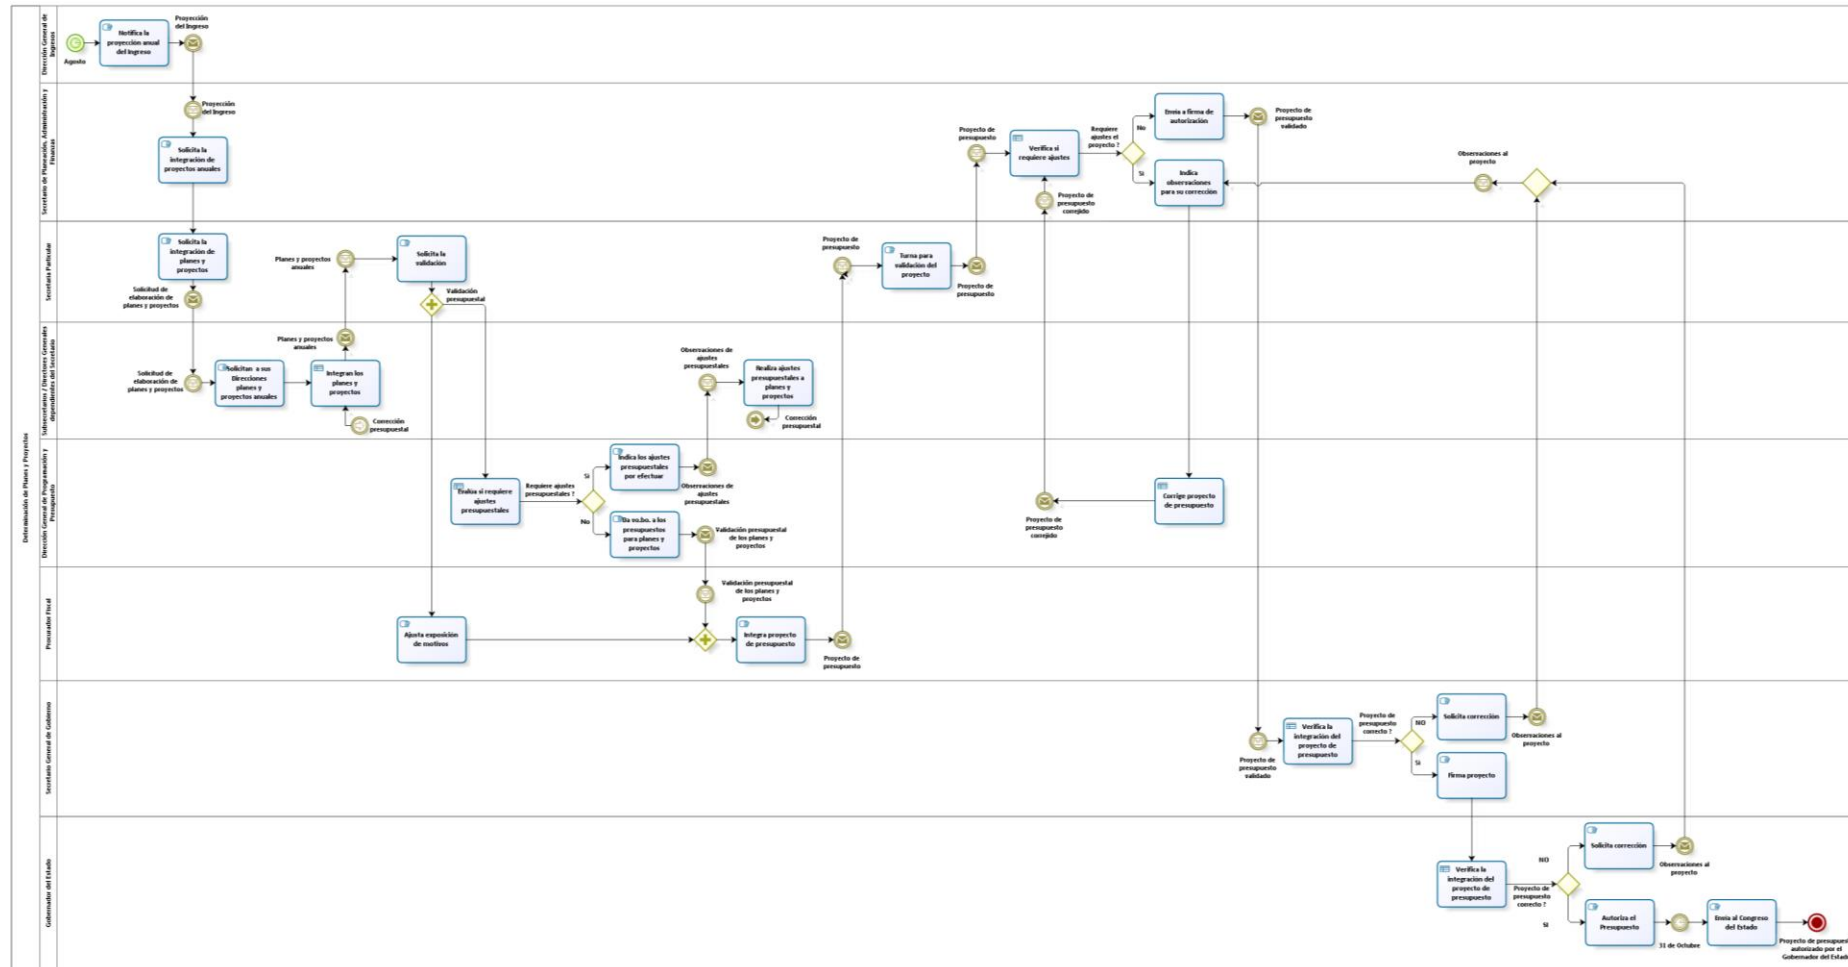 Determinación de Planes y Proyectos
Dirección General de
Ingresos
Agosto
Notifica la
proyección anual
del Ingreso
Proyección
del Ingreso
Secretario de Planeación, Administración y
Finanzas
Proyección
del Ingreso
Solicita la
integración de
proyectos anuales
Proyecto de
presupuesto
Verifica si
requiere ajustes
Requiere
ajustes el
proyecto ?
No
Si
Envía a firma de
autorización
Proyecto de
presupuesto
validado
Indica
observaciones
para su corrección
Proyecto de
presupuesto
correjido
Observaciones al
proyecto
Secretaria Particular
Solicita la
integración de
planes y
proyectos
Solicitud de
elaboración de
planes y proyectos
Planes y proyectos
anuales
Solicita la
validación
Validación
presupuestal
Proyecto de
presupuesto
Turna para
validación del
proyecto
Proyecto de
presupuesto
Subsecretarios / Directores Generales
dependientes del Secretario
Solicitud de
elaboración de
planes y proyectos
Solicitan a sus
Direcciones
planes y
proyectos anuales
Planes y proyectos
anuales
Integran los
planes y
proyectos
Corrección
presupuestal
Observaciones de
ajustes
presupuestales
Realiza ajustes
presupuestales a
planes y
proyectos
Corrección
presupuestal
Dirección General de Programación y
Presupuesto
Evalúa si requiere
ajustes
presupuestales
Requiere ajustes
presupuestales ?
Si
No
Indica los ajustes
presupuestales
por efectuar
Observaciones de
ajustes
presupuestales
Da vo.bo. a los
presupuestos
para planes y
proyectos
Validación presupuestal
de los planes y
proyectos
Proyecto de
presupuesto
correjido
Corrige proyecto
de presupuesto
Procurador Fiscal
Ajusta exposición
de motivos
Validación presupuestal
de los planes y
proyectos
Integra proyecto
de presupuesto
Proyecto de
presupuesto
Secretario General de Gobierno
Proyecto de
presupuesto
validado
Verifica la
integración del
proyecto de
presupuesto
Proyecto de
presupuesto
correcto ?
NO
Si
Solicita corrección
Observaciones al
proyecto
Firma proyecto
Gobernador del Estado
Verifica la
integración del
proyecto de
presupuesto
Proyecto de
presupuesto
correcto ?
NO
SI
Solicita corrección
Observaciones al
proyecto
Autoriza el
Presupuesto
31 de Octubre
Envía al Congreso
del Estado
Proyecto de presupues
autorizado por el
Gobernador del Estad